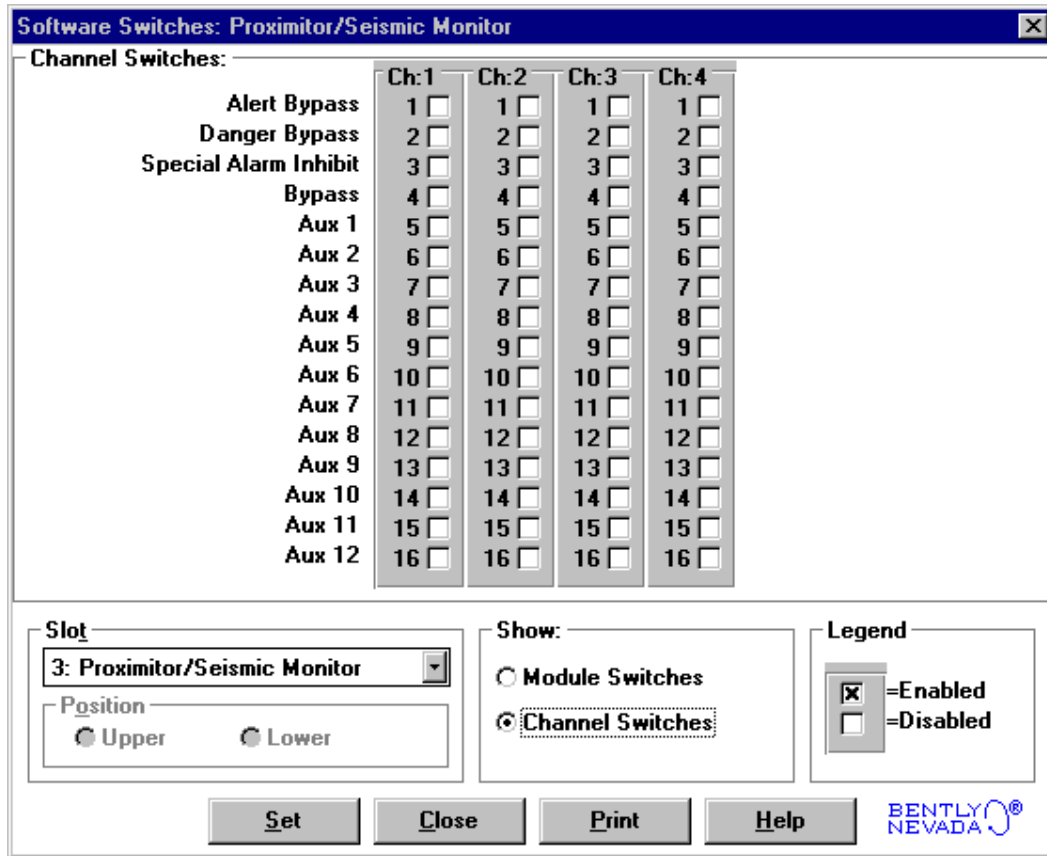 Software Switches: Proximitor/Seismic Monitor
Channel Switches:
Ch:1 Ch:2 Ch:3 Ch:4
Alert Bypass 1 1 1 1
Danger Bypass 2 2 2 2
Special Alarm Inhibit 3 3 3 3
Bypass 4 4 4 4
Aux 1 5 5 5 5
Aux 2 6 6 6 6
Aux 3 7 7 7 7
Aux 4 8 8 8 8
Aux 5 9 9 9 9
Aux 6 10 10 10 10
Aux 7 11 11 11 11
Aux 8 12 12 12 12
Aux 9 13 13 13 13
Aux 10 14 14 14 14
Aux 11 15 15 15 15
Aux 12 16 16 16 16
Slot
3: Proximitor/Seismic Monitor
Position
Upper Lower
Show:
Module Switches
Channel Switches
Legend
=Enabled
=Disabled
Set Close Print Help
BENTLY ®
NEVADA